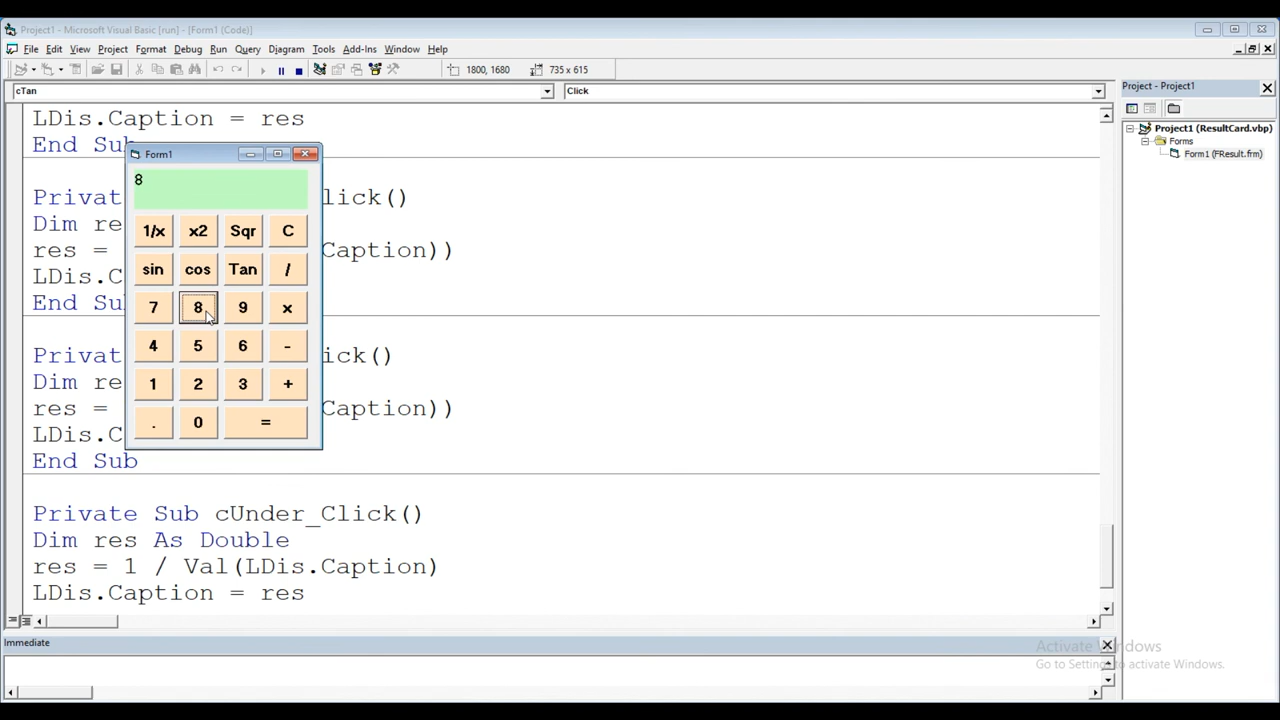 Project1 - Microsoft Visual Basic [run] - [Form1 (Code)]
File Edit View Project Format Debug Run Query Diagram Tools Add-Ins Window Help
1800, 1680 735 x 615
cTan Click
Project - Project1
Project1 (ResultCard.vbp)
Forms
Form1 (FResult.frm)
LDis.Caption = res
End Sub
Form1
8
1/x x2 Sqr C
sin cos Tan /
7 8 9 x
4 5 6 -
1 2 3 +
. 0 =
Privat lick()
Dim re
res = Caption))
LDis.C
End Su
Privat ick()
Dim re
res = Caption))
LDis.C
End Sub
Private Sub cUnder_Click()
Dim res As Double
res = 1 / Val(LDis.Caption)
LDis.Caption = res
Immediate
Activate Windows
Go to Settings to activate Windows.